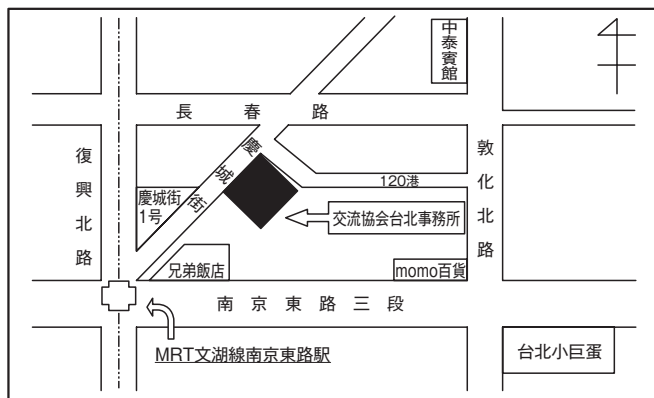 中泰賓館
長春路
復興北路
慶城街
敦化北路
120港
慶城街
1号
交流協会台北事務所
兄弟飯店
momo百貨
南京東路三段
MRT文湖線南京東路駅
台北小巨蛋